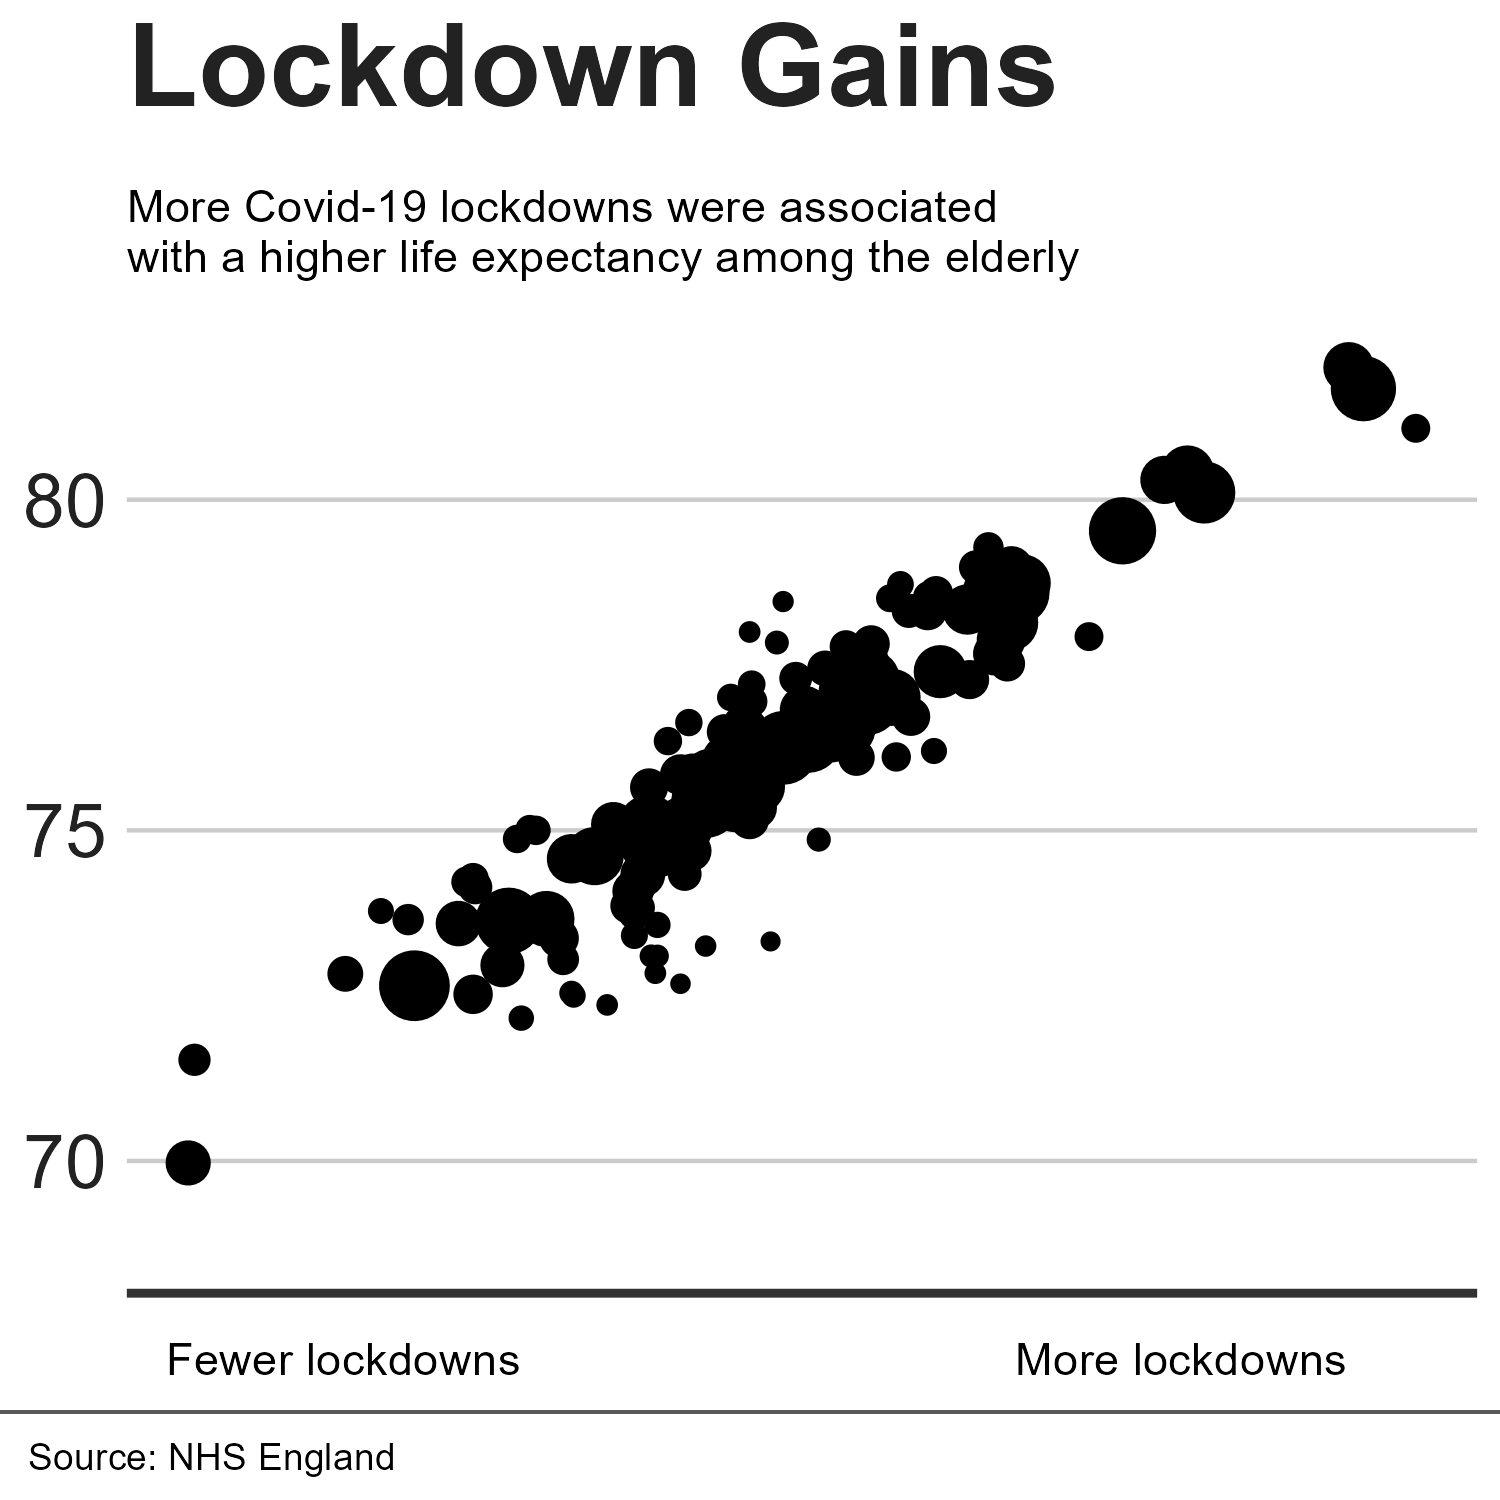 Lockdown Gains
More Covid-19 lockdowns were associated
with a higher life expectancy among the elderly
80
75
70
Fewer lockdowns
More lockdowns
Source: NHS England